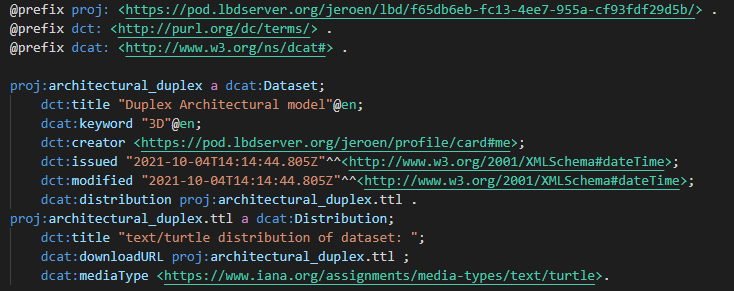 @prefix proj: <https://pod.lbdserver.org/jeroen/lbd/f65db6eb-fc13-4ee7-955a-cf93fdf29d5b/> .
@prefix dct: <http://purl.org/dc/terms/> .
@prefix dcat: <http://www.w3.org/ns/dcat#> .
proj:architectural_duplex a dcat:Dataset;
dct:title "Duplex Architectural model"@en;
dcat:keyword "3D"@en;
dct:creator <https://pod.lbdserver.org/jeroen/profile/card#me>;
dct:issued "2021-10-04T14:14:44.805Z"^^<http://www.w3.org/2001/XMLSchema#dateTime>;
dct:modified "2021-10-04T14:14:44.805Z"^^<http://www.w3.org/2001/XMLSchema#dateTime>;
dcat:distribution proj:architectural_duplex.ttl .
proj:architectural_duplex.ttl a dcat:Distribution;
dct:title "text/turtle distribution of dataset: ";
dcat:downloadURL proj:architectural_duplex.ttl ;
dcat:mediaType <https://www.iana.org/assignments/media-types/text/turtle>.